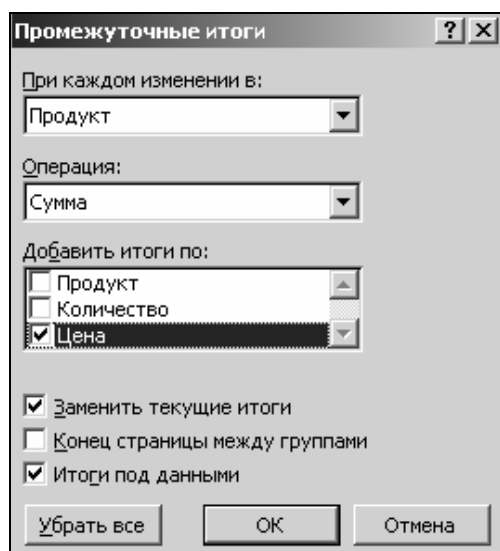 Промежуточные итоги
При каждом изменении в:
Продукт
Операция:
Сумма
Добавить итоги по:
Продукт
Количество
Цена
Заменить текущие итоги
Конец страницы между группами
Итоги под данными
Убрать все OK Отмена